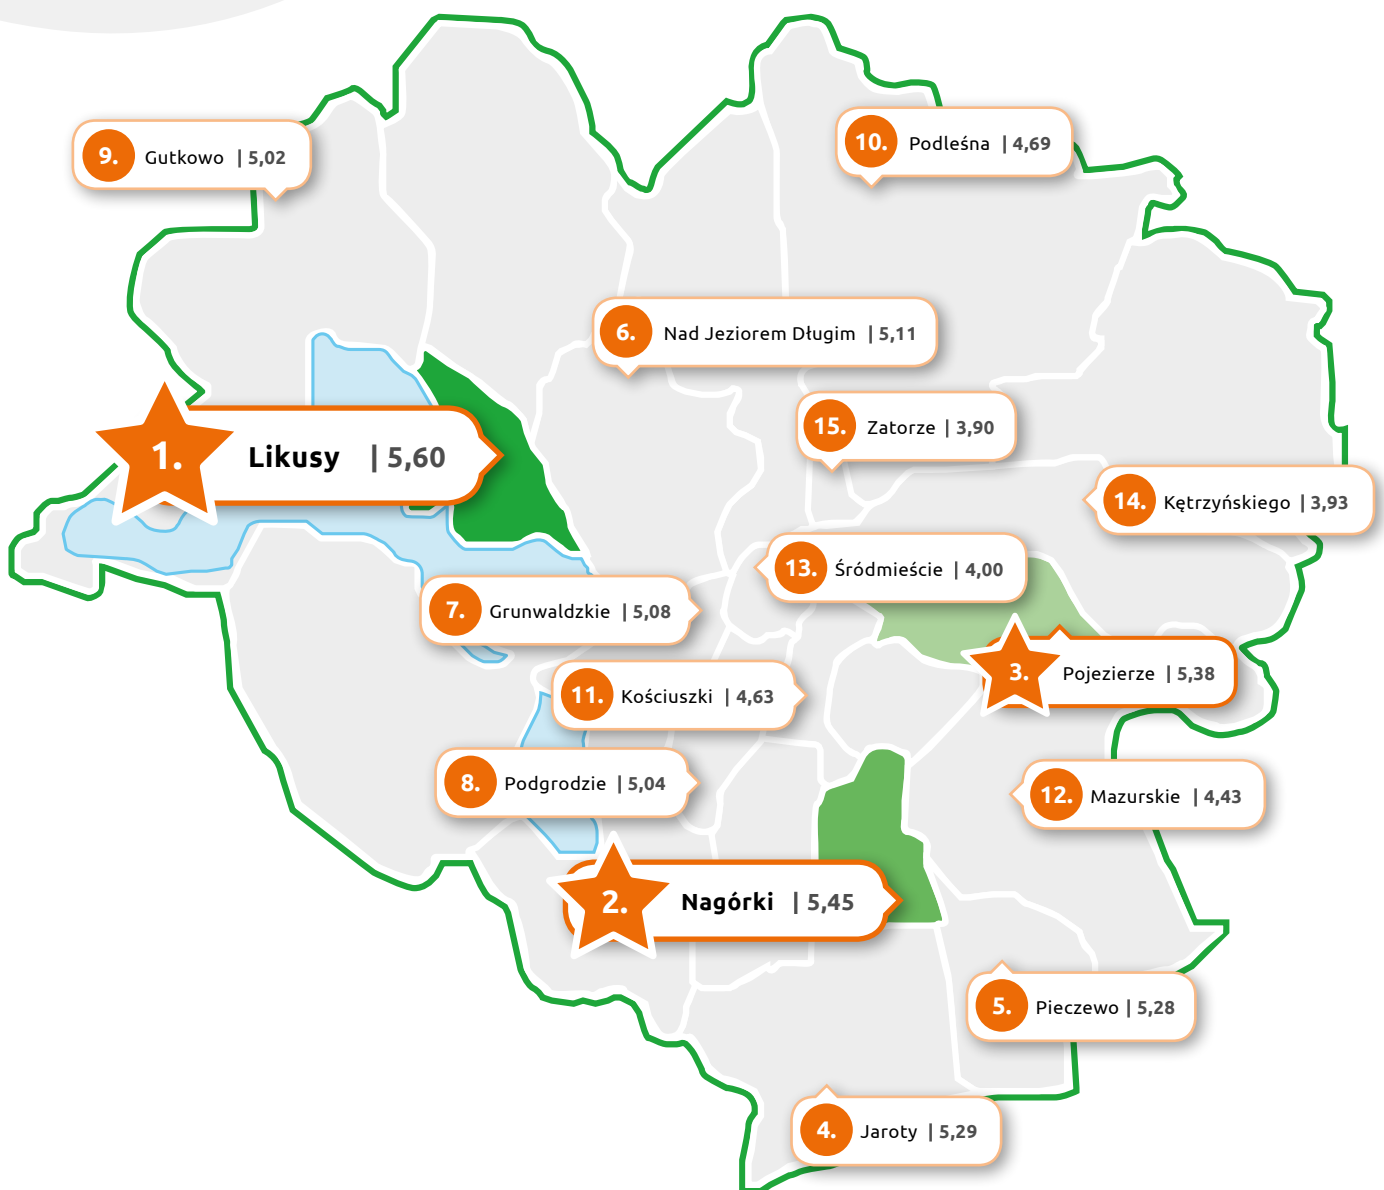 9. Gutkowo | 5,02
10. Podleśna | 4,69
6. Nad Jeziorem Długim | 5,11
15. Zatorze | 3,90
1. Likusy | 5,60
14. Kętrzyńskiego | 3,93
13. Śródmieście | 4,00
7. Grunwaldzkie | 5,08
3. Pojezierze | 5,38
11. Kościuszki | 4,63
8. Podgrodzie | 5,04
12. Mazurskie | 4,43
2. Nagórki | 5,45
5. Pieczewo | 5,28
4. Jaroty | 5,29